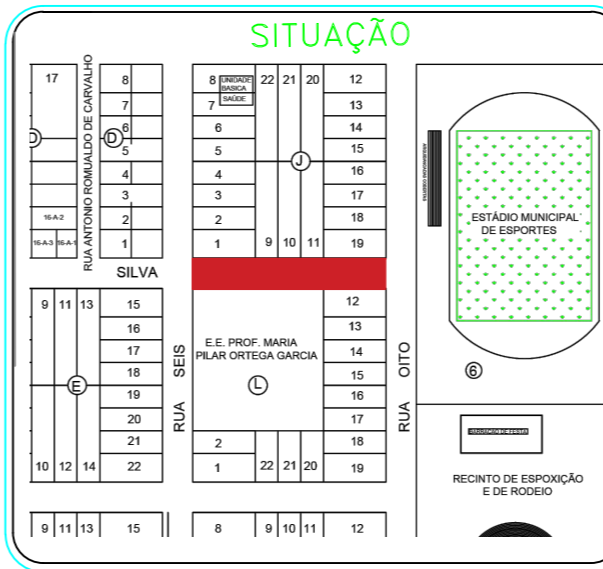 SITUAÇÃO
17
8
7
6
5
4
3
2
1
D
D
RUA ANTONIO ROMUALDO DE CARVALHO
16-A-2
16-A-3 16-A-1
SILVA
8 UNIDADE
BASICA
SAÚDE
7
6
5
4
3
2
1
22 21 20
J
9 10 11
12
13
14
15
16
17
18
19
ESTÁDIO MUNICIPAL
DE ESPORTES
6
9 11 13
E
10 12 14
15
16
17
18
19
20
21
22
RUA SEIS
E.E. PROF. MARIA
PILAR ORTEGA GARCIA
L
2
1
22 21 20
12
13
14
15
16
17
18
19
RUA OITO
BARRACÃO DE FESTA
RECINTO DE ESPOXIÇÃO
E DE RODEIO
9 11 13 15
8 9 10 11 12